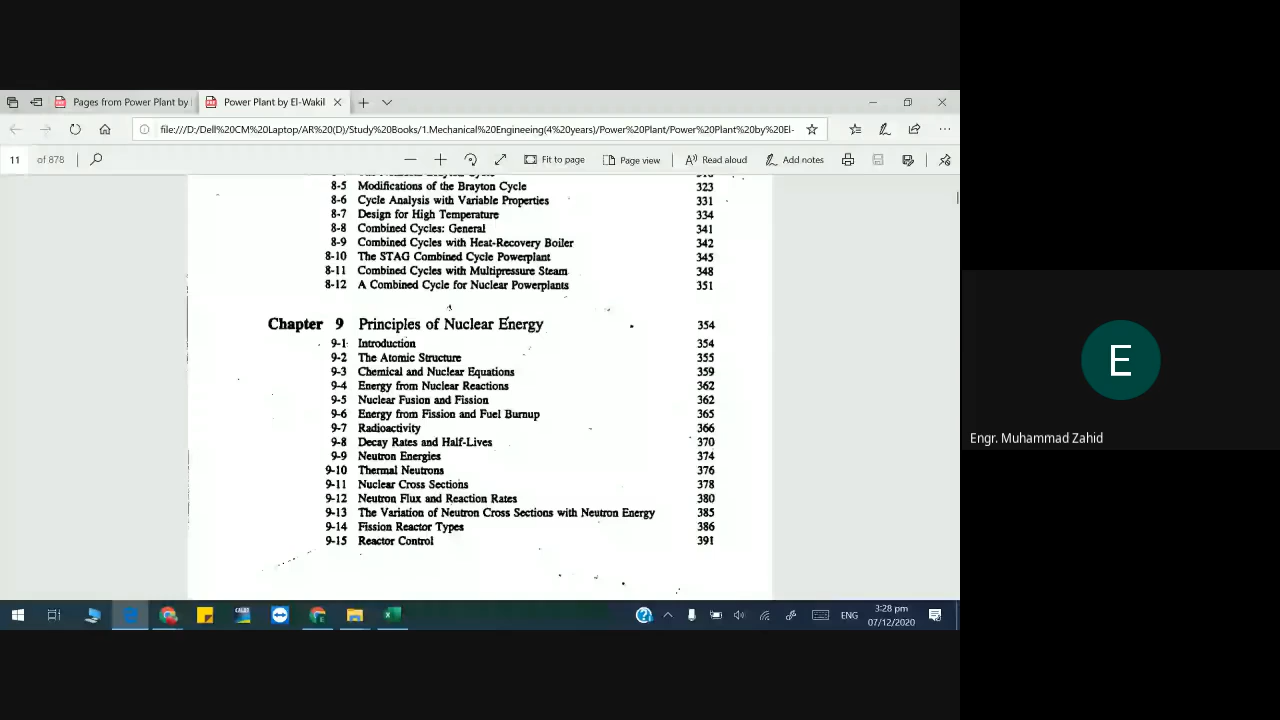 Pages from Power Plant by
Power Plant by El-Wakil
file:///D:/Dell%20CM%20Laptop/AR%20(D)/Study%20Books/1.Mechanical%20Engineeing(4%20years)/Power%20Plant/Power%20Plant%20by%20El-
11 of 878
Fit to page
Page view
Read aloud
Add notes
8-5 Modifications of the Brayton Cycle 323
8-6 Cycle Analysis with Variable Properties 331
8-7 Design for High Temperature 334
8-8 Combined Cycles: General 341
8-9 Combined Cycles with Heat-Recovery Boiler 342
8-10 The STAG Combined Cycle Powerplant 345
8-11 Combined Cycles with Multipressure Steam 348
8-12 A Combined Cycle for Nuclear Powerplants 351
Chapter 9 Principles of Nuclear Energy 354
9-1 Introduction 354
9-2 The Atomic Structure 355
9-3 Chemical and Nuclear Equations 359
9-4 Energy from Nuclear Reactions 362
9-5 Nuclear Fusion and Fission 362
9-6 Energy from Fission and Fuel Burnup 365
9-7 Radioactivity 366
9-8 Decay Rates and Half-Lives 370
9-9 Neutron Energies 374
9-10 Thermal Neutrons 376
9-11 Nuclear Cross Sections 378
9-12 Neutron Flux and Reaction Rates 380
9-13 The Variation of Neutron Cross Sections with Neutron Energy 385
9-14 Fission Reactor Types 386
9-15 Reactor Control 391
E
Engr. Muhammad Zahid
ENG
3:28 pm
07/12/2020